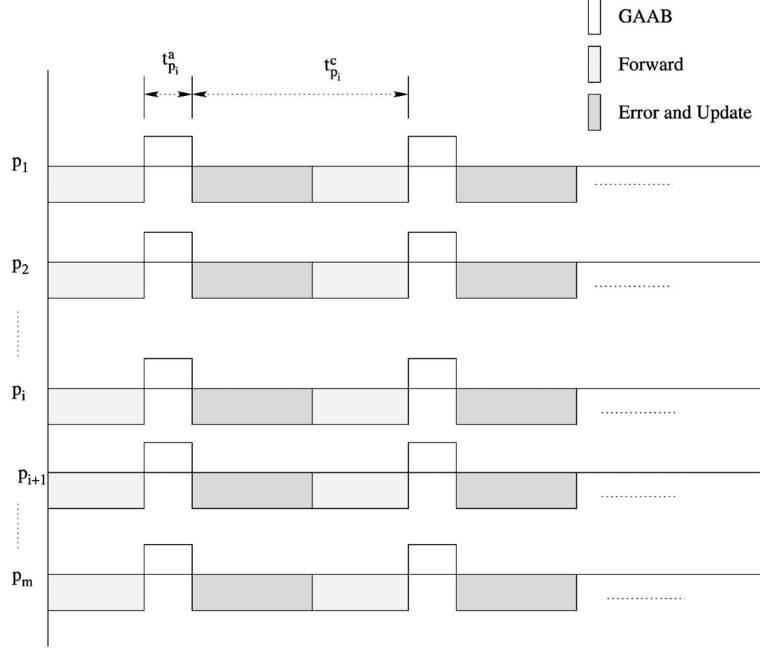 GAAB
Forward
Error and Update
t^a_{p_i}
t^c_{p_i}
p_1
p_2
p_i
p_{i+1}
p_m